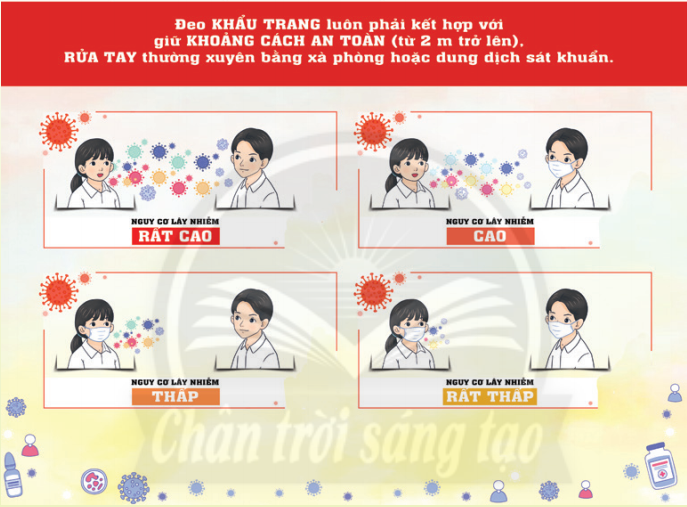 Đeo KHẨU TRANG luôn phải kết hợp với
giữ KHOẢNG CÁCH AN TOÀN (từ 2 m trở lên),
RỬA TAY thường xuyên bằng xà phòng hoặc dung dịch sát khuẩn.
NGUY CƠ LÂY NHIỄM
RẤT CAO
NGUY CƠ LÂY NHIỄM
CAO
NGUY CƠ LÂY NHIỄM
THẤP
NGUY CƠ LÂY NHIỄM
RẤT THẤP
Chân trời sáng tạo